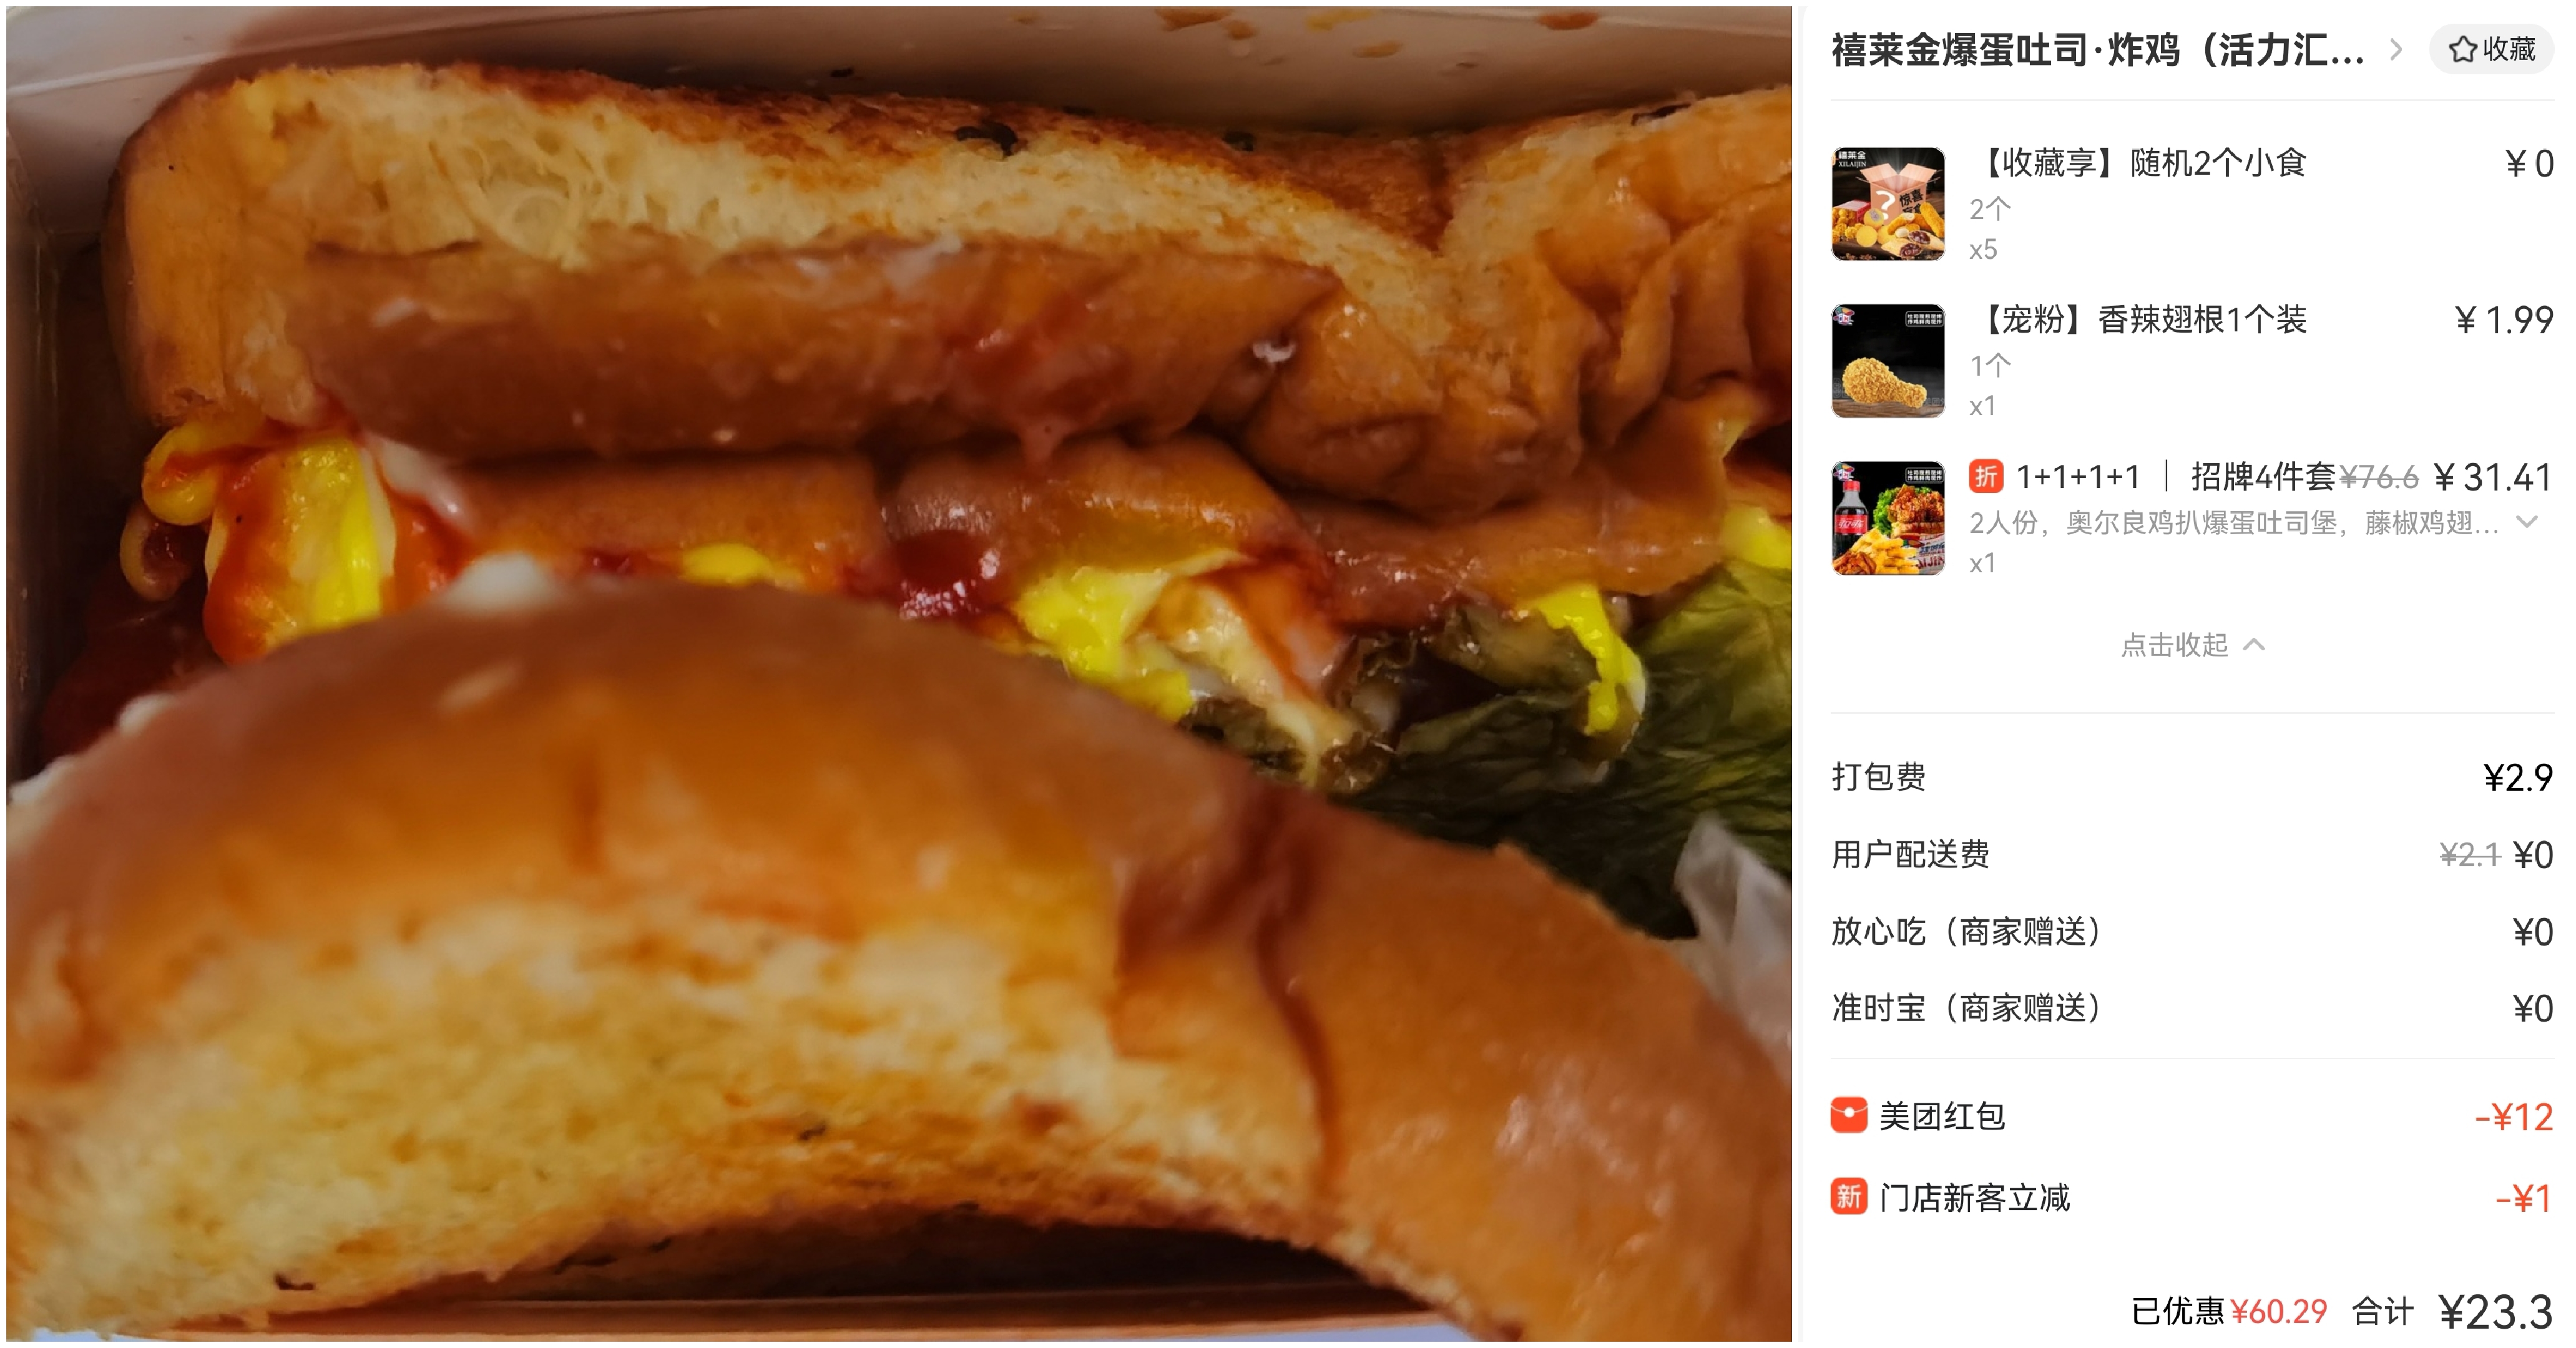 禧莱金爆蛋吐司·炸鸡（活力汇...
收藏
禧莱金
XILAIJIN
?
惊喜
【收藏享】随机2个小食 ￥0
2个
x5
【宠粉】香辣翅根1个装 ￥1.99
1个
x1
折 1+1+1+1｜招牌4件套 ¥76.6 ￥31.41
2人份，奥尔良鸡扒爆蛋吐司堡，藤椒鸡翅...
x1
点击收起
打包费 ¥2.9
用户配送费 ¥2.1 ¥0
放心吃（商家赠送） ¥0
准时宝（商家赠送） ¥0
美团红包 -¥12
新 门店新客立减 -¥1
已优惠¥60.29 合计 ¥23.3